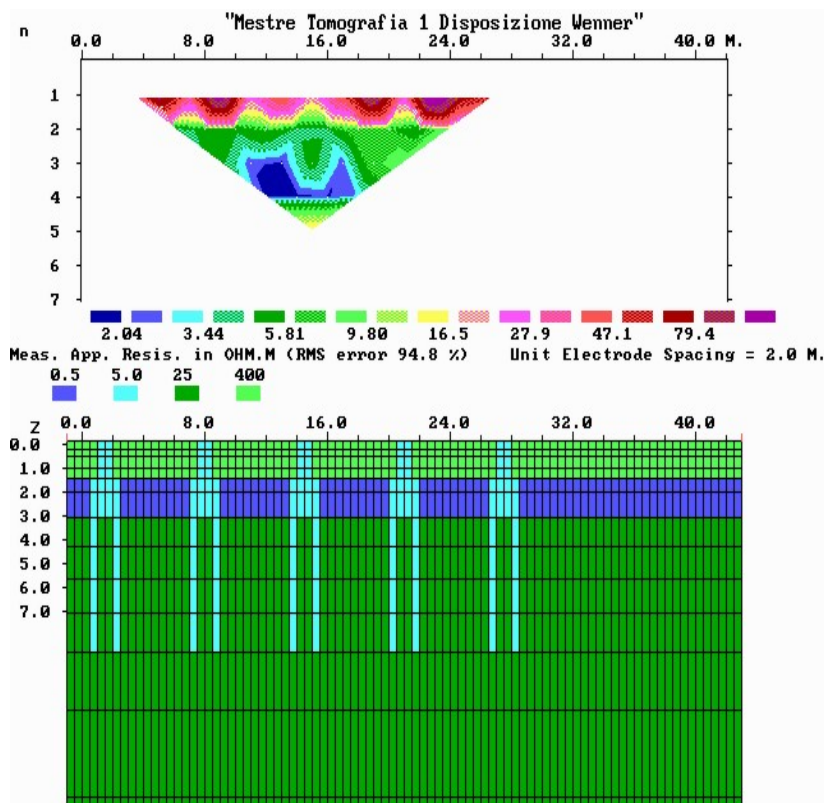 "Mestre Tomografia 1 Disposizione Wenner"
n
0.0 8.0 16.0 24.0 32.0 40.0 M.
1
2
3
4
5
6
7
2.04 3.44 5.81 9.80 16.5 27.9 47.1 79.4
Meas. App. Resis. in OHM.M (RMS error 94.8 %) Unit Electrode Spacing = 2.0 M.
0.5 5.0 25 400
Z 0.0 8.0 16.0 24.0 32.0 40.0
0.0
1.0
2.0
3.0
4.0
5.0
6.0
7.0